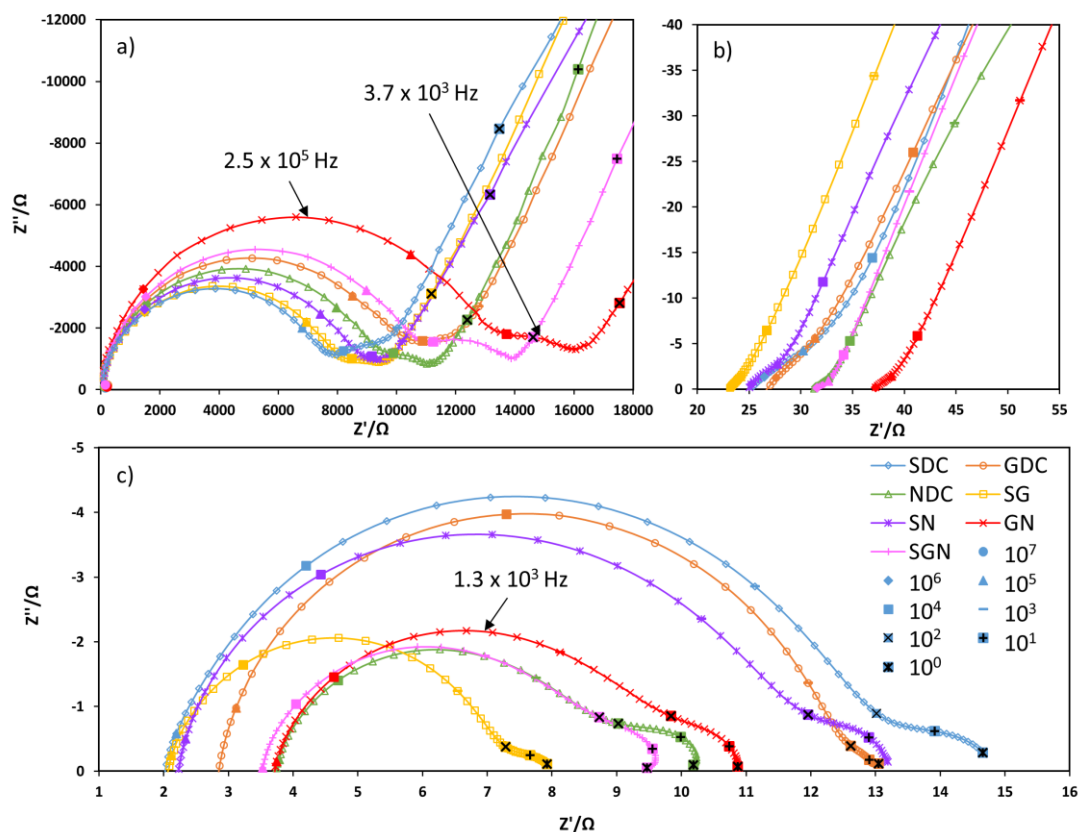 a)
-12000
-10000
-8000
-6000
-4000
-2000
0
Z''/Ω
0 2000 4000 6000 8000 10000 12000 14000 16000 18000
Z'/Ω
3.7 x 10³ Hz
2.5 x 10⁵ Hz
b)
-40
-35
-30
-25
-20
-15
-10
-5
0
20 25 30 35 40 45 50 55
Z'/Ω
c)
-5
-4
-3
-2
-1
0
Z''/Ω
1 2 3 4 5 6 7 8 9 10 11 12 13 14 15 16
Z'/Ω
1.3 x 10³ Hz
SDC GDC
NDC SG
SN GN
SGN 10⁷
10⁶ 10⁵
10⁴ 10³
10² 10¹
10⁰